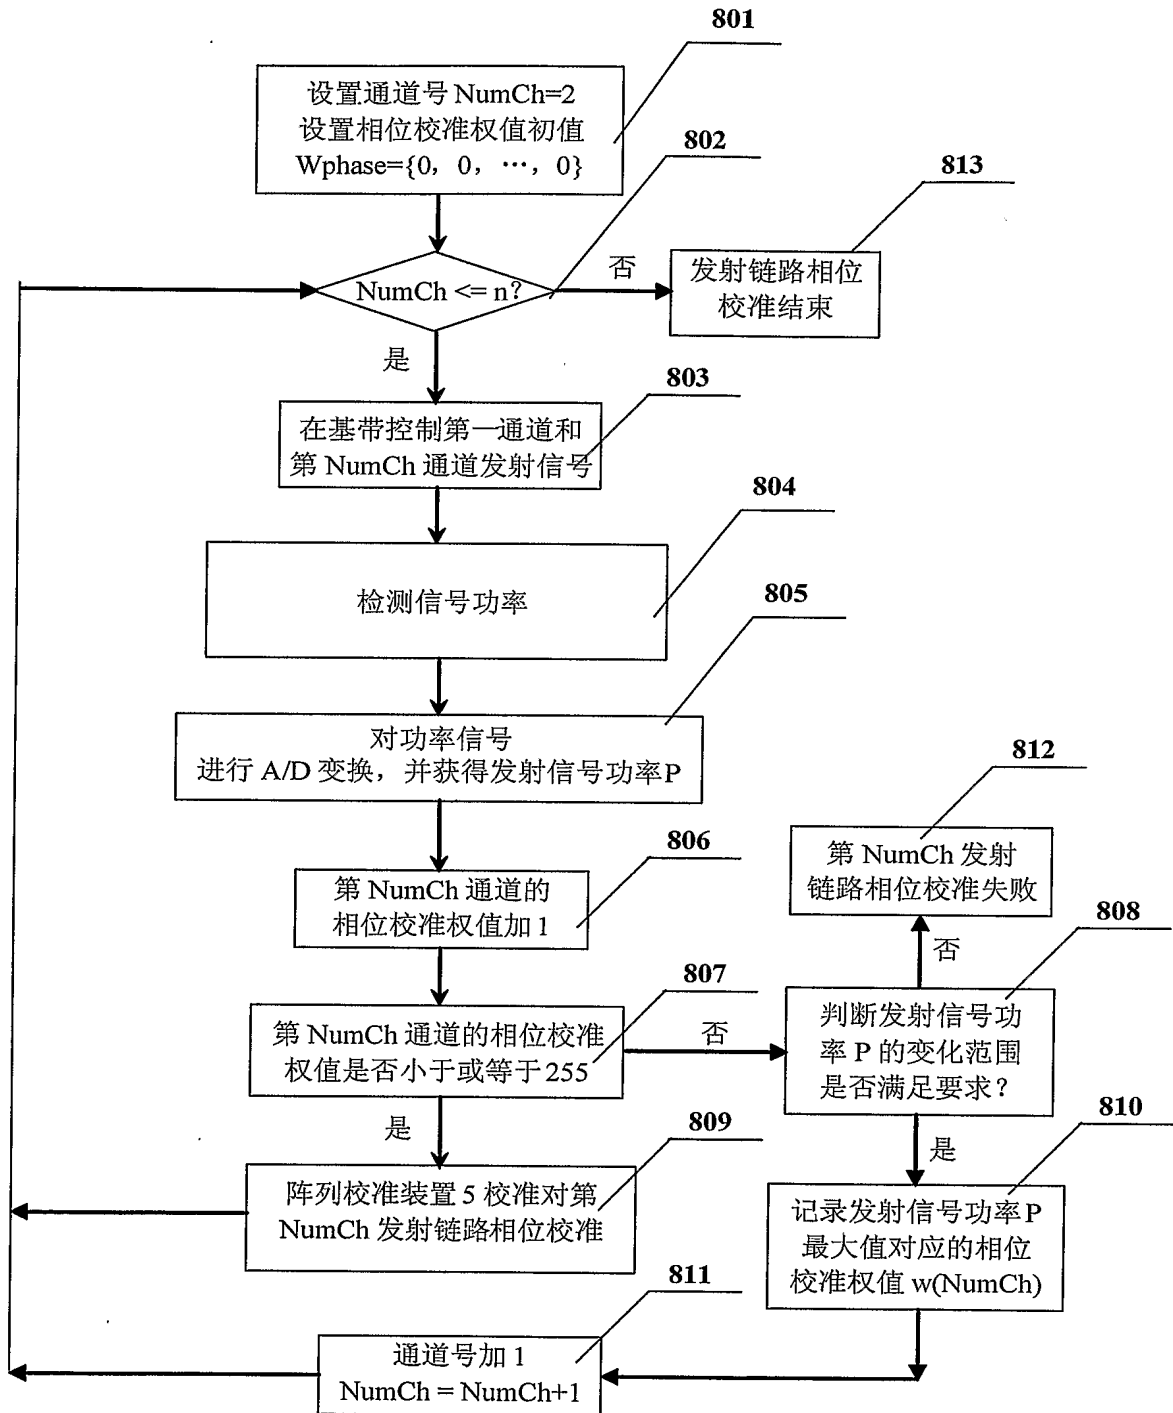 801
设置通道号 NumCh=2
设置相位校准权值初值
Wphase={0，0，…，0}
802
813
NumCh <= n?
否
发射链路相位
校准结束
是
803
在基带控制第一通道和
第 NumCh 通道发射信号
804
检测信号功率
805
对功率信号
进行 A/D 变换，并获得发射信号功率P
812
第 NumCh 发射
链路相位校准失败
806
第 NumCh 通道的
相位校准权值加 1
808
否
807
第 NumCh 通道的相位校准
权值是否小于或等于 255
否
判断发射信号功
率 P 的变化范围
是否满足要求？
是
809
阵列校准装置 5 校准对第
NumCh 发射链路相位校准
810
是
记录发射信号功率P
最大值对应的相位
校准权值 w(NumCh)
811
通道号加 1
NumCh = NumCh+1